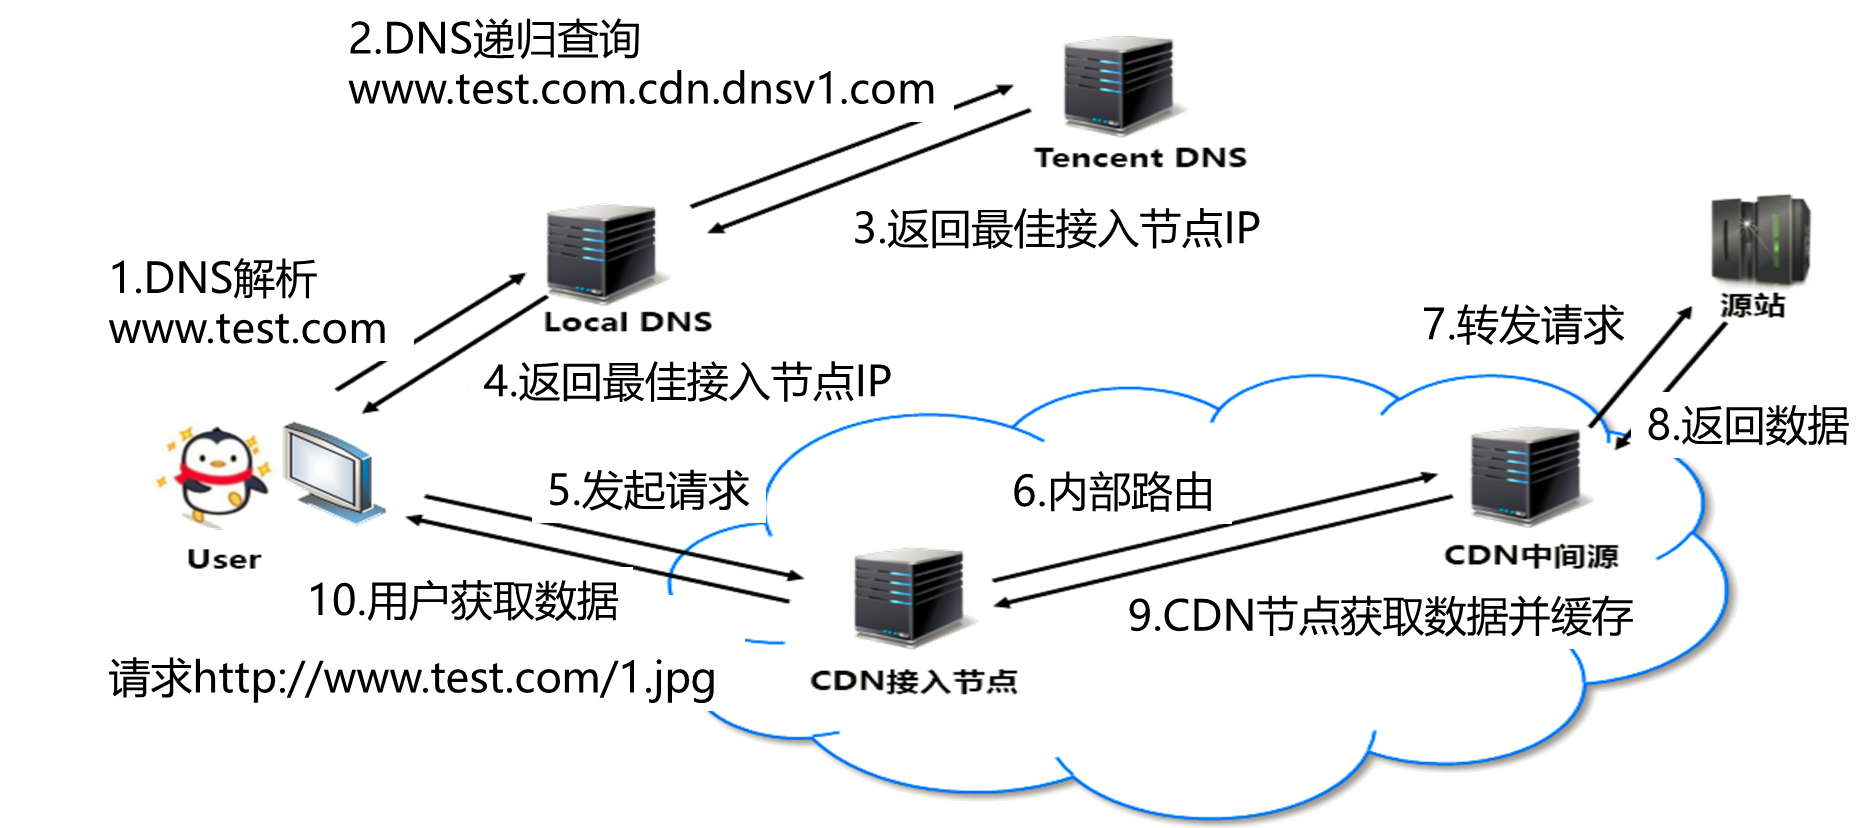 2.DNS递归查询
www.test.com.cdn.dnsv1.com
Tencent DNS
3.返回最佳接入节点IP
1.DNS解析
www.test.com
Local DNS
4.返回最佳接入节点IP
源站
7.转发请求
8.返回数据
User
5.发起请求
6.内部路由
CDN中间源
10.用户获取数据
9.CDN节点获取数据并缓存
请求http://www.test.com/1.jpg
CDN接入节点